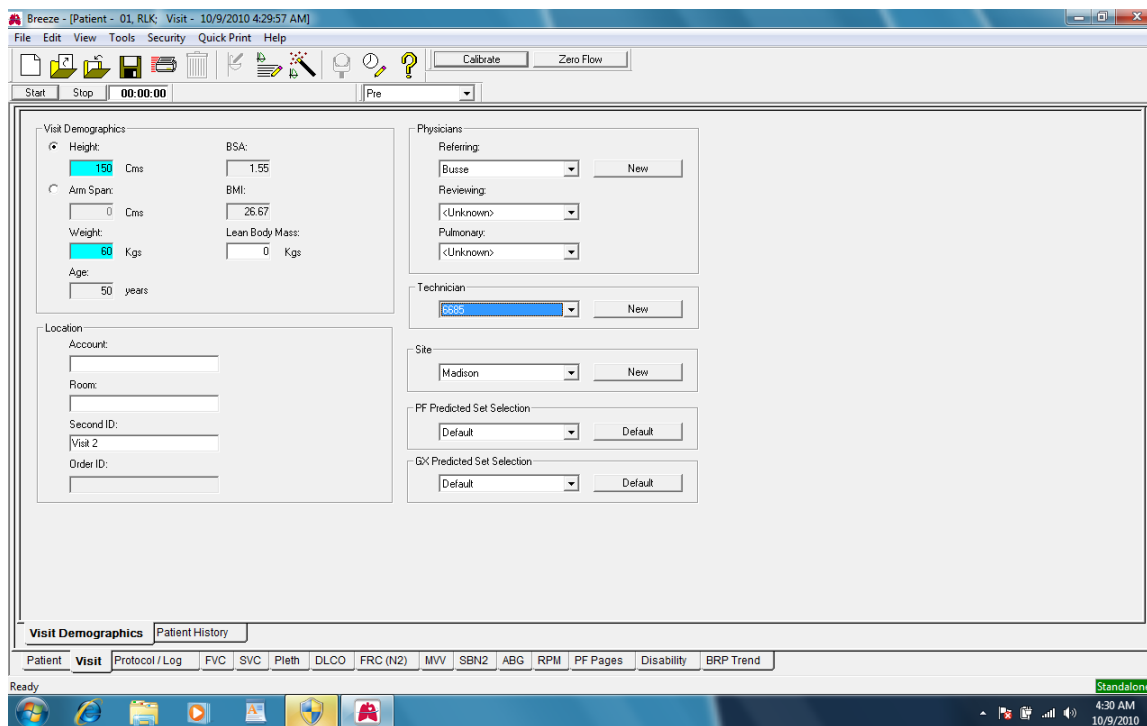 Breeze - [Patient - 01, RLK; Visit - 10/9/2010 4:29:57 AM]
File Edit View Tools Security Quick Print Help
Calibrate Zero Flow
Start Stop 00:00:00 Pre
Visit Demographics
Height: BSA:
150 Cms 1.55
Arm Span: BMI:
0 Cms 26.67
Weight: Lean Body Mass:
60 Kgs 0 Kgs
Age:
50 years
Location
Account:
Room:
Second ID:
Visit 2
Order ID:
Physicians
Referring:
Busse New
Reviewing:
<Unknown>
Pulmonary:
<Unknown>
Technician
6685 New
Site
Madison New
PF Predicted Set Selection
Default Default
GX Predicted Set Selection
Default Default
Visit Demographics Patient History
Patient Visit Protocol / Log FVC SVC Pleth DLCO FRC (N2) MVV SBN2 ABG RPM PF Pages Disability BRP Trend
Ready Standalone
4:30 AM
10/9/2010